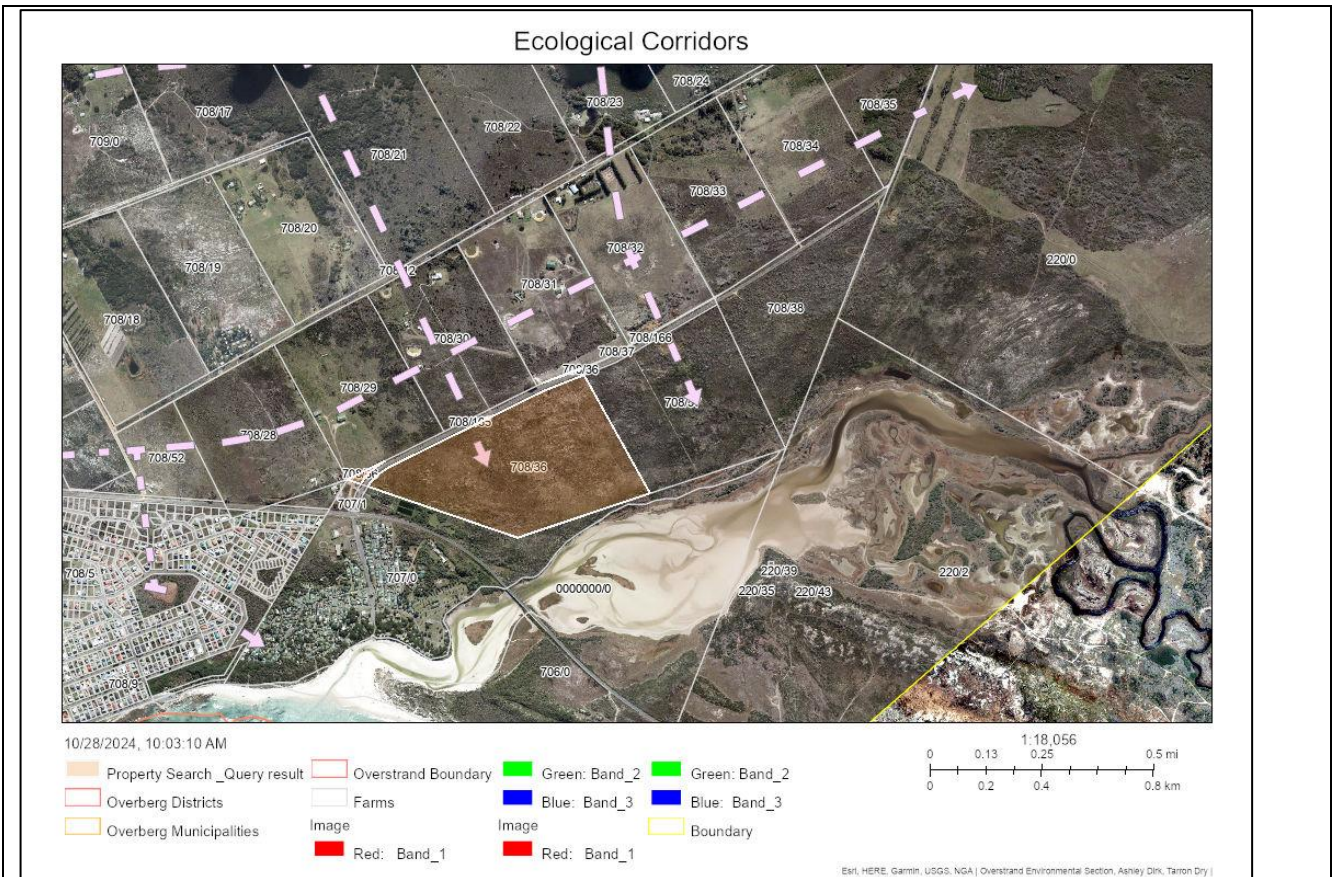 Ecological Corridors
708/24
708/17
708/23
708/35
708/22
709/0
708/34
708/21
708/33
708/20
708/32
220/0
708/19
708/31
708/38
708/18
708/30
708/166
708/37
708/36
708/29
708/28
708/52
708/36
707/1
708/5
707/0
0000000/0
220/39
220/2
220/35
220/43
706/0
708/9
10/28/2024, 10:03:10 AM
Property Search _Query result
Overberg Districts
Overberg Municipalities
Overstrand Boundary
Farms
Image
Red: Band_1
Green: Band_2
Blue: Band_3
Image
Red: Band_1
Green: Band_2
Blue: Band_3
Boundary
1:18,056
0 0.13 0.25 0.5 mi
0 0.2 0.4 0.8 km
Esri, HERE, Garmin, USGS, NGA | Overstrand Environmental Section, Ashley Dirk, Tarron Dry |